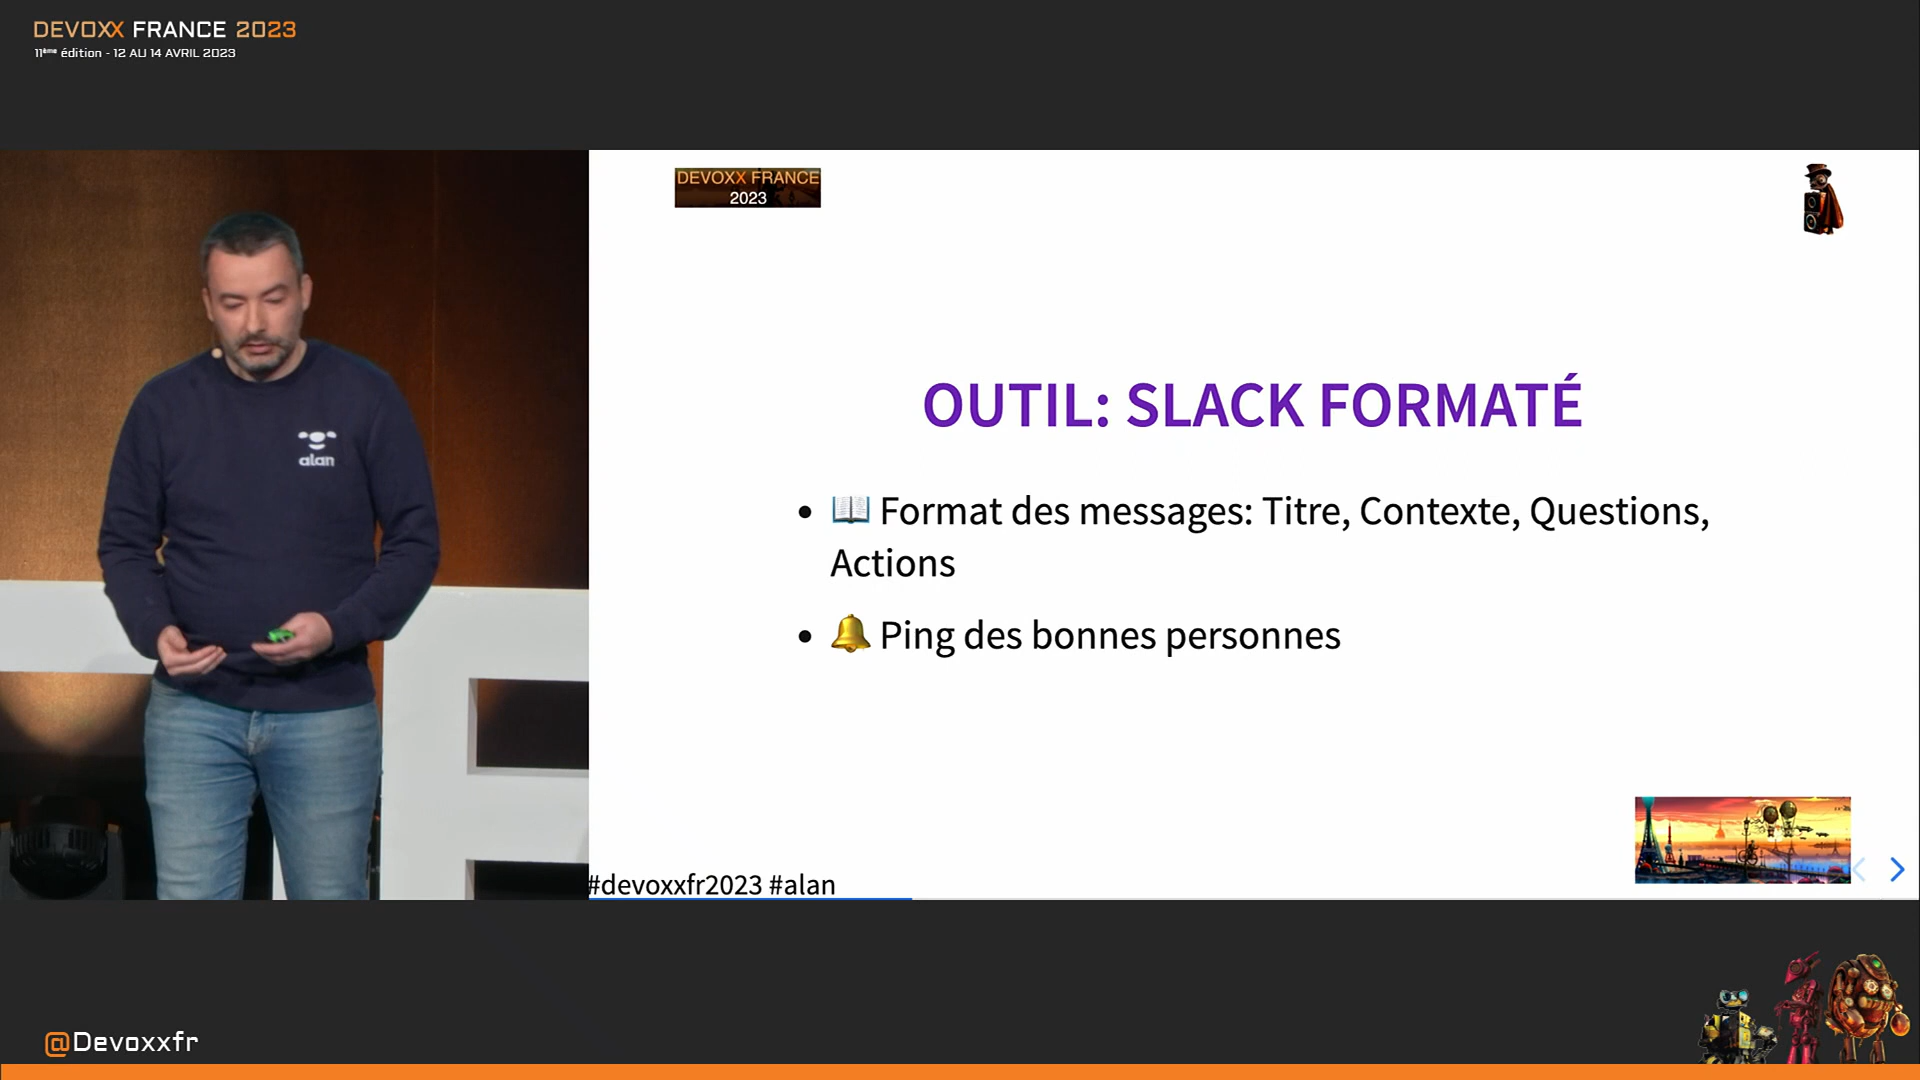 DEVOXX FRANCE 2023
11ème édition - 12 AU 14 AVRIL 2023
DEVOXX FRANCE
2023
OUTIL: SLACK FORMATÉ
• 📖 Format des messages: Titre, Contexte, Questions,
Actions
• 🔔 Ping des bonnes personnes
alan
#devoxxfr2023 #alan
@Devoxxfr